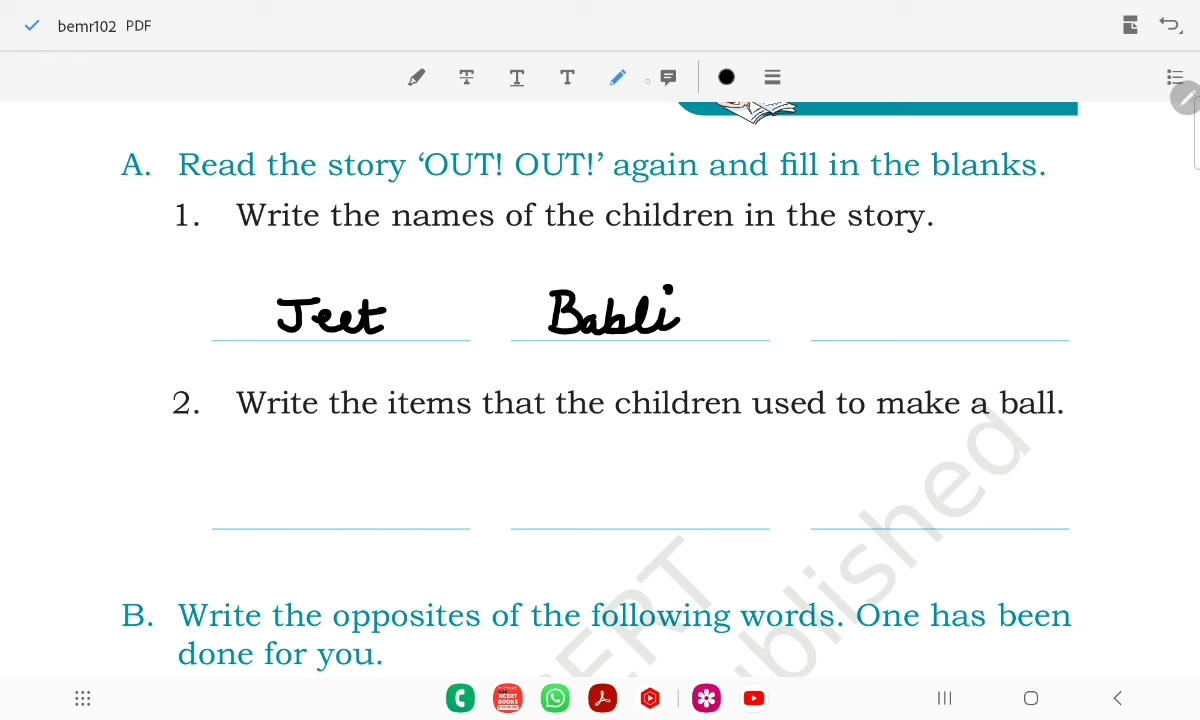 bemr102 PDF
A. Read the story ‘OUT! OUT!’ again and fill in the blanks.
1. Write the names of the children in the story.
Jeet Babli
2. Write the items that the children used to make a ball.
B. Write the opposites of the following words. One has been
done for you.